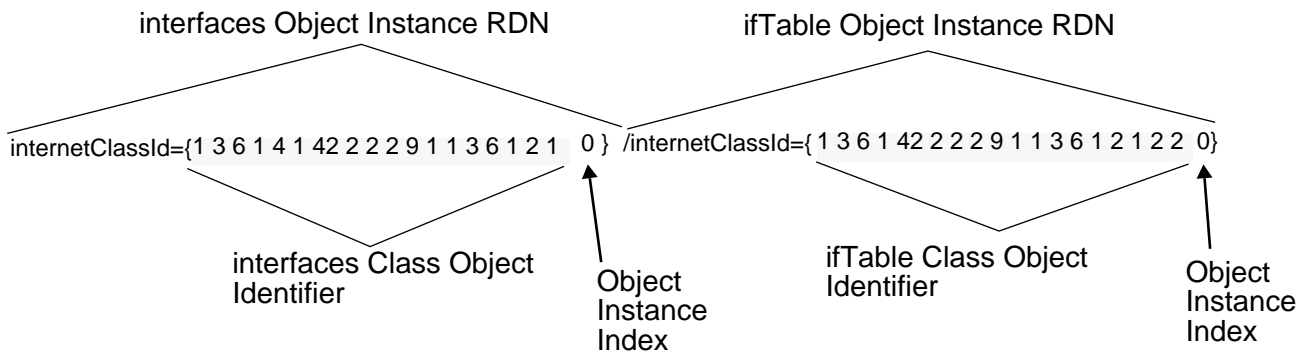 interfaces Object Instance RDN
ifTable Object Instance RDN
internetClassId={1 3 6 1 4 1 42 2 2 2 9 1 1 3 6 1 2 1 0 } /internetClassId={ 1 3 6 1 42 2 2 2 9 1 1 3 6 1 2 1 2 2 0}
interfaces Class Object
Identifier
Object
Instance
Index
ifTable Class Object
Identifier
Object
Instance
Index